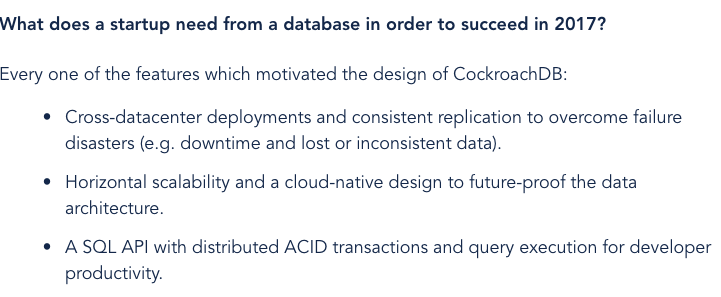 What does a startup need from a database in order to succeed in 2017?
Every one of the features which motivated the design of CockroachDB:
• Cross-datacenter deployments and consistent replication to overcome failure
disasters (e.g. downtime and lost or inconsistent data).
• Horizontal scalability and a cloud-native design to future-proof the data
architecture.
• A SQL API with distributed ACID transactions and query execution for developer
productivity.